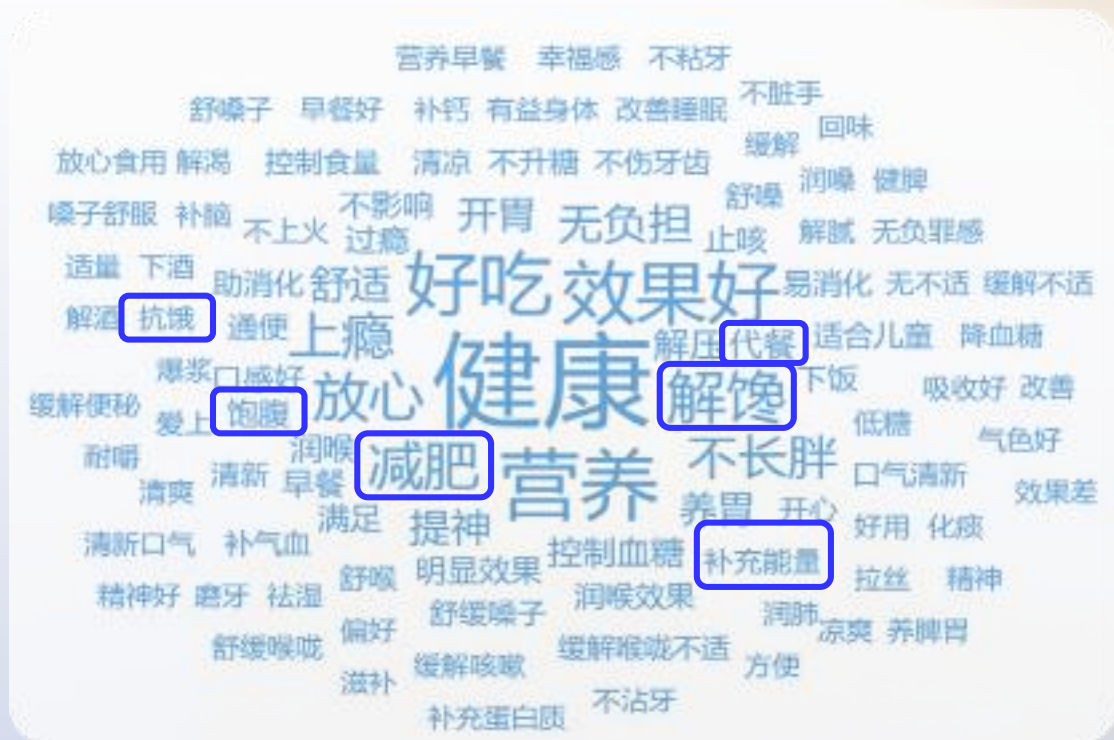 营养早餐 幸福感 不粘牙
不脏手
舒嗓子 早餐好 补钙 有益身体 改善睡眠
回味
缓解
放心食用 解渴 控制食量 清凉 不升糖 不伤牙齿
润嗓 健脾
舒嗓
嗓子舒服 补脑 不影响 开胃 无负担
不上火 过瘾 止咳 解腻 无负罪感
适量 下酒 助消化 舒适 好吃 效果好 易消化 无不适 缓解不适
解酒 抗饿 通便 上瘾 解压 代餐 适合儿童 降血糖
健康
爆浆 口感好 放心 解馋 下饭 吸收好 改善
缓解便秘 爱上 饱腹 低糖
气色好
耐嚼 润喉 减肥 营养 不长胖
清爽 清新 早餐 口气清新
效果差
满足 提神 养胃 开心 好用 化痰
清新口气 补气血 控制血糖 补充能量
舒喉 明显效果 拉丝 精神
精神好 磨牙 祛湿 润喉效果
舒缓嗓子 润肺
偏好 凉爽 养脾胃
舒缓喉咙 缓解喉咙不适
缓解咳嗽 方便
滋补
不沾牙
补充蛋白质